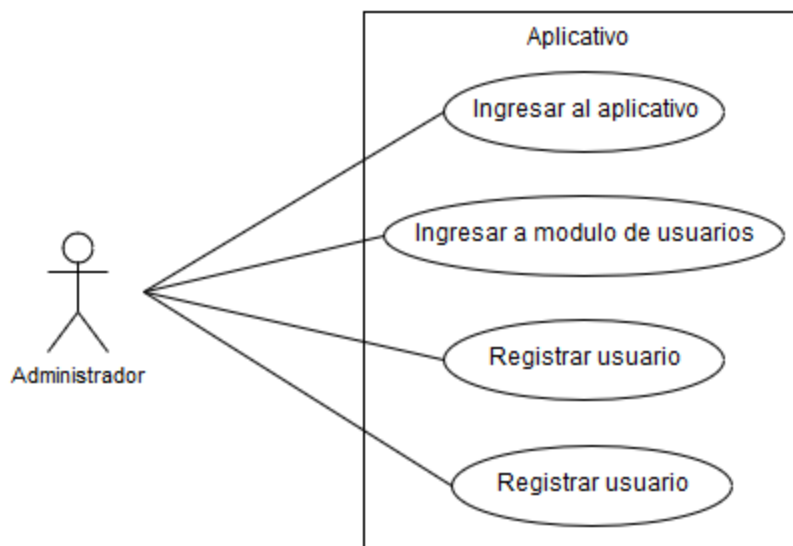 Aplicativo
Ingresar al aplicativo
Ingresar a modulo de usuarios
Registrar usuario
Administrador
Registrar usuario